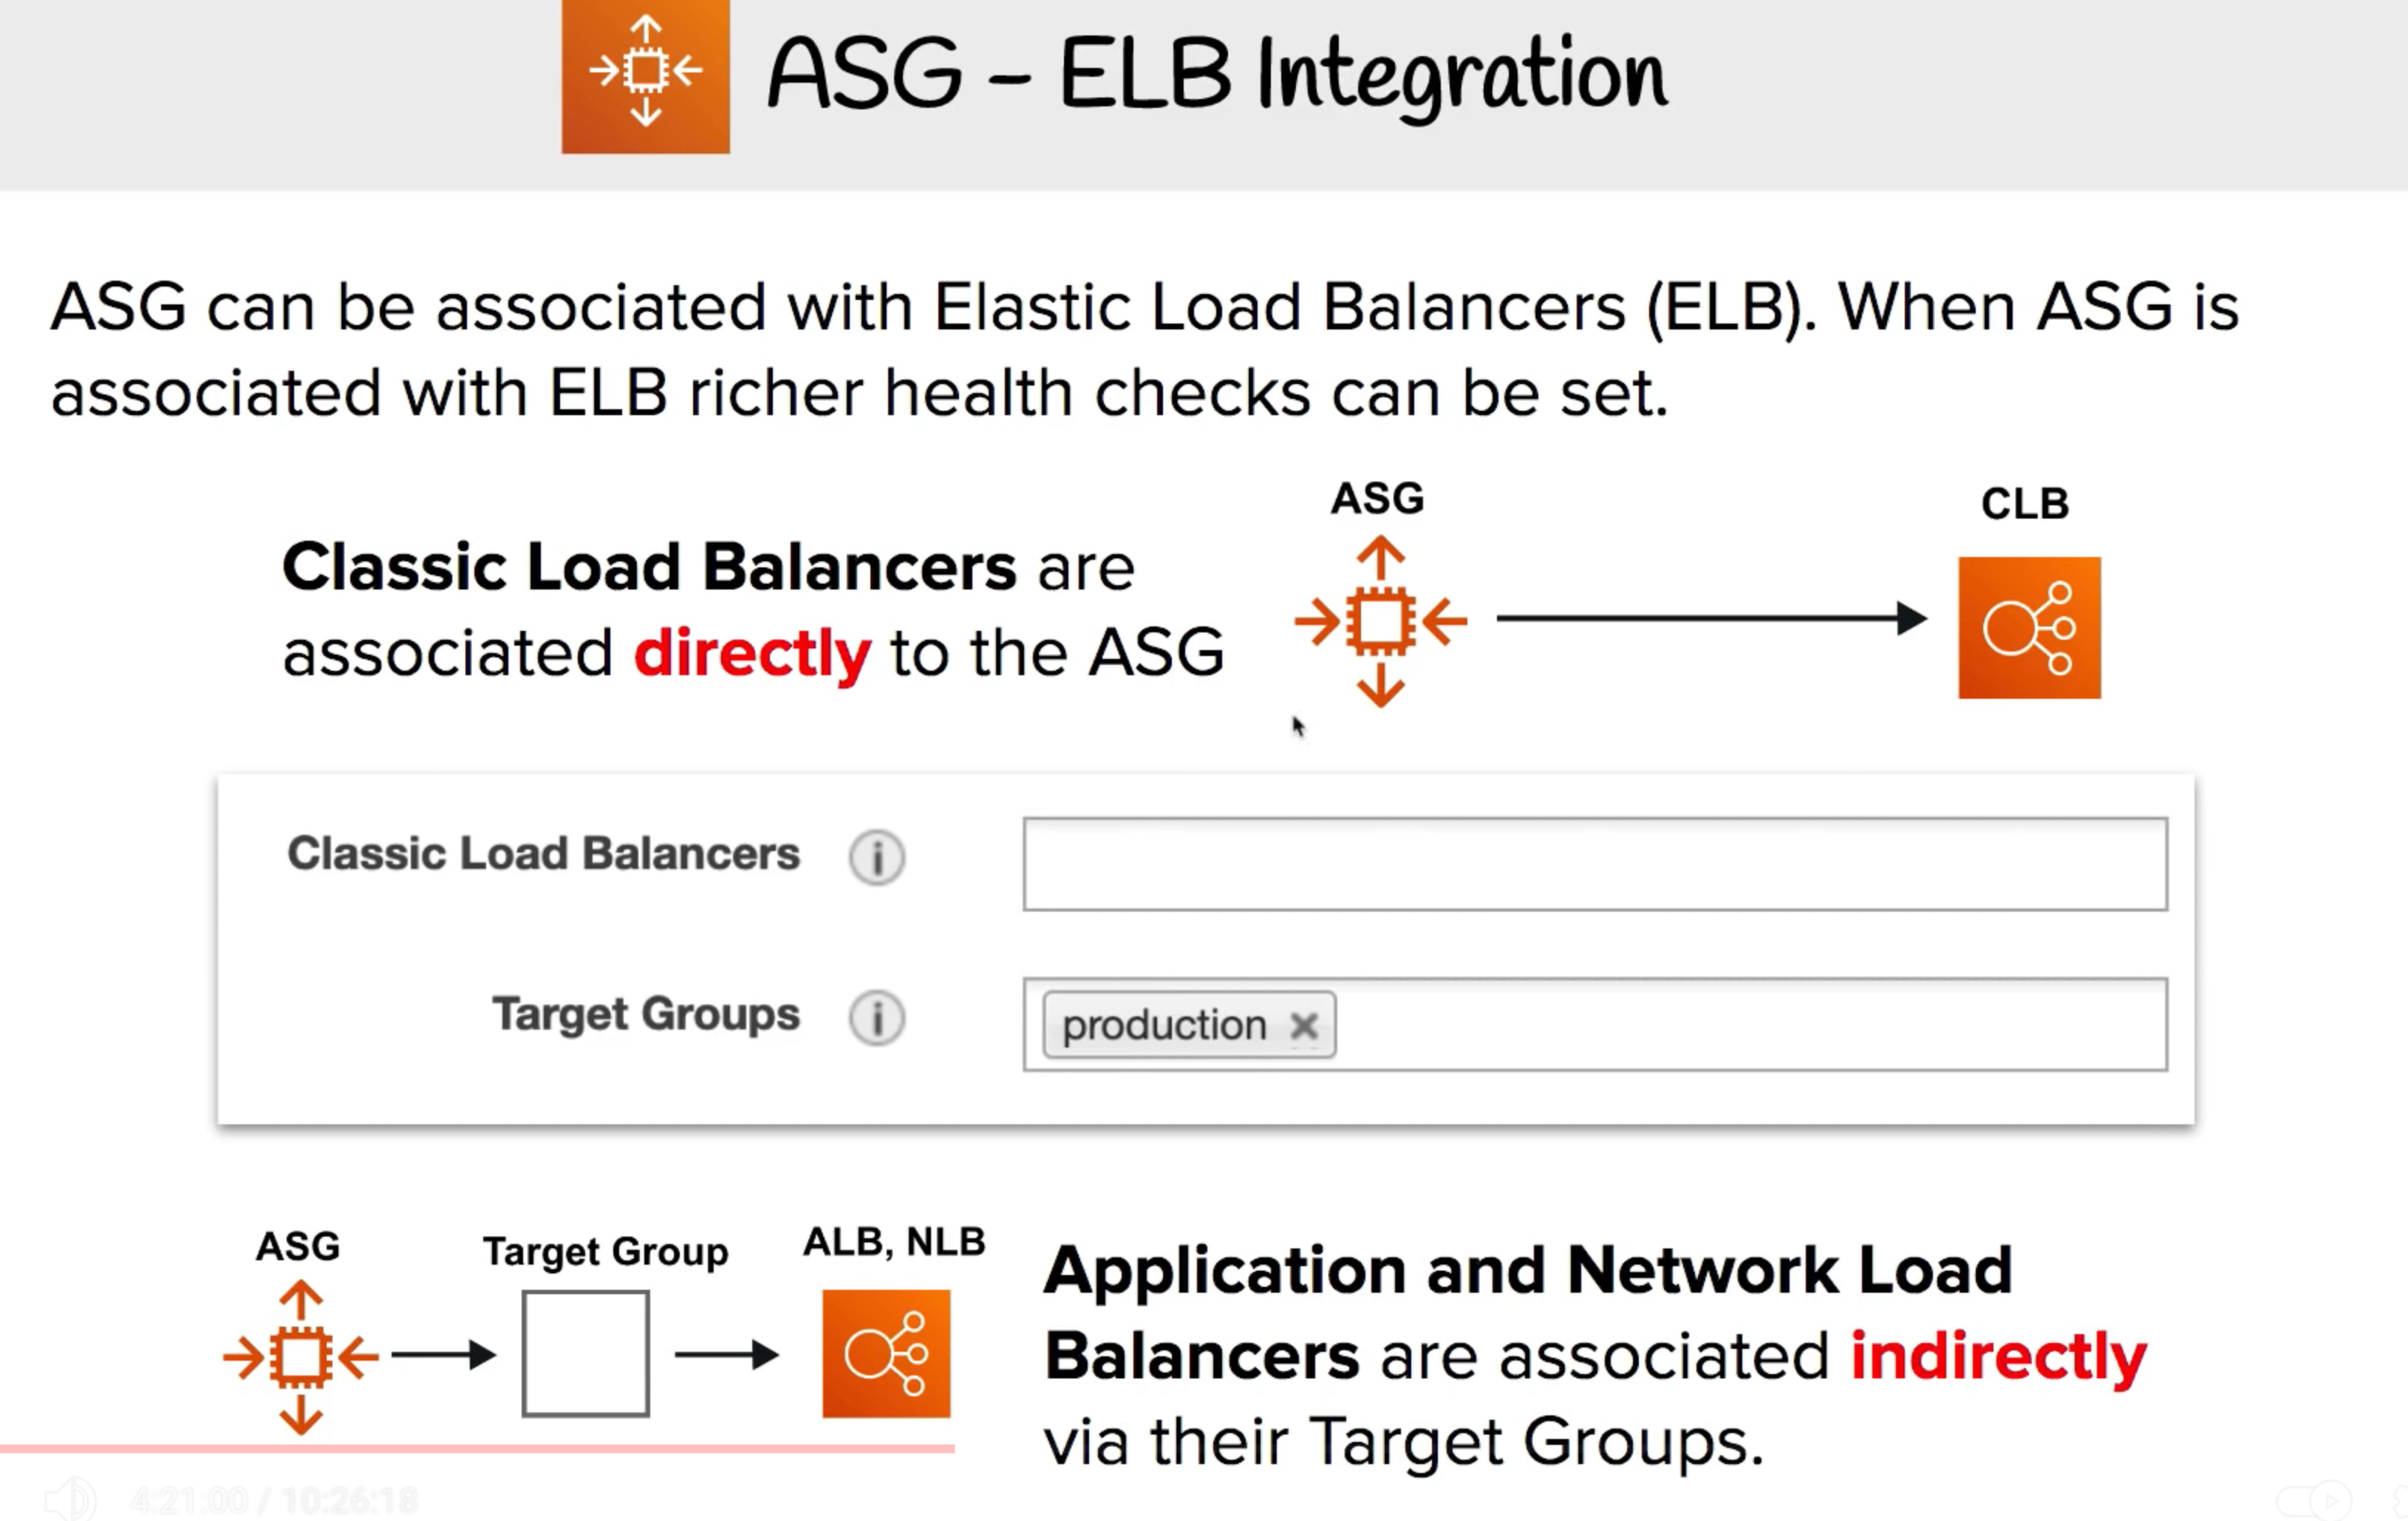 ASG - ELB Integration
ASG can be associated with Elastic Load Balancers (ELB). When ASG is
associated with ELB richer health checks can be set.
Classic Load Balancers are
associated directly to the ASG
ASG
CLB
Classic Load Balancers i
Target Groups i production ×
ASG
Target Group
ALB, NLB
Application and Network Load
Balancers are associated indirectly
via their Target Groups.
4:21:00 / 10:26:18